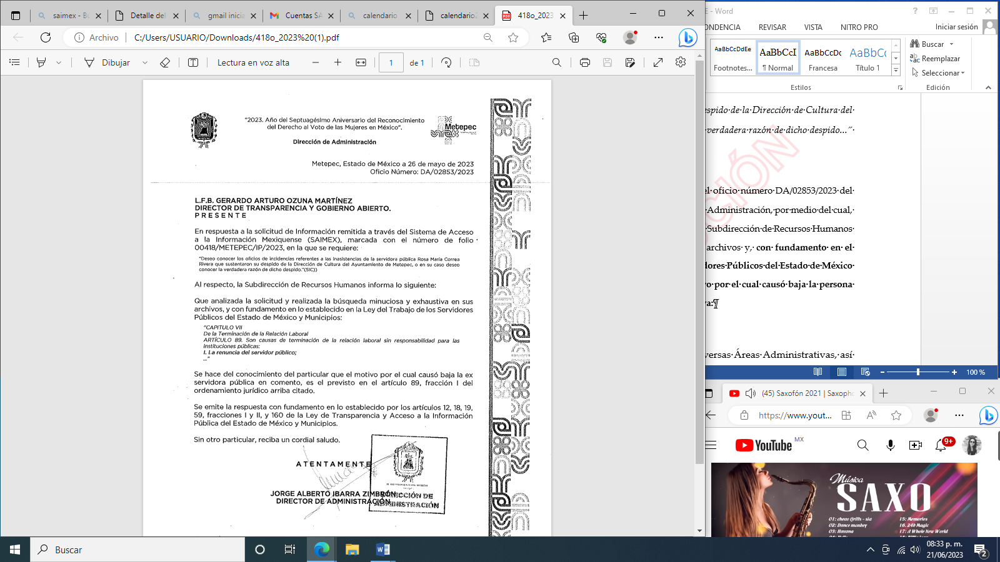 saimex - Bu
Detalle del
gmail inicia
Cuentas SA
calendario
calendario2
418o_2023
Archivo
C:/Users/USUARIO/Downloads/418o_2023%20(1).pdf
Dibujar
Lectura en voz alta
1
de 1
"2023. Año del Septuagésimo Aniversario del Reconocimiento
del Derecho al Voto de las Mujeres en México".
Metepec
Dirección de Administración
Metepec, Estado de México a 26 de mayo de 2023
Oficio Número: DA/02853/2023
L.F.B. GERARDO ARTURO OZUNA MARTÍNEZ
DIRECTOR DE TRANSPARENCIA Y GOBIERNO ABIERTO.
P R E S E N T E
En respuesta a la solicitud de Información remitida a través del Sistema de Acceso
a la Información Mexiquense (SAIMEX), marcada con el número de folio
00418/METEPEC/IP/2023, en la que se requiere:
"Deseo conocer los oficios de incidencias referentes a las Inasistencias de la servidora pública Rosa María Correa
Rivera que sustentaron su despido de la Dirección de Cultura del Ayuntamiento de Metepec, o en su caso deseo
conocer la verdadera razón de dicho despido."(SIC))
Al respecto, la Subdirección de Recursos Humanos informa lo siguiente:
Que analizada la solicitud y realizada la búsqueda minuciosa y exhaustiva en sus
archivos, y con fundamento en lo establecido en la Ley del Trabajo de los Servidores
Públicos del Estado de México y Municipios:
"CAPITULO VII
De la Terminación de la Relación Laboral
ARTÍCULO 89. Son causas de terminación de la relación laboral sin responsabilidad para las
instituciones públicas:
I. La renuncia del servidor público;
..."
Se hace del conocimiento del particular que el motivo por el cual causó baja la ex
servidora pública en comento, es el previsto en el artículo 89, fracción I del
ordenamiento jurídico arriba citado.
Se emite la respuesta con fundamento en lo establecido por los artículos 12, 18, 19,
59, fracciones I y II, y 160 de la Ley de Transparencia y Acceso a la Información
Pública del Estado de México y Municipios.
Sin otro particular, reciba un cordial saludo.
A T E N T A M E N T E
JORGE ALBERTO IBARRA ZIMBRÓN
DIRECTOR DE ADMINISTRACIÓN
DIRECCIÓN DE
ADMINISTRACIÓN
E - Word
ONDENCIA
REVISAR
VISTA
NITRO PRO
Iniciar sesión
AaBbCcDdEe
AaBbCcI
AaBbCcDc
AaBbCc
Footnotes...
¶ Normal
Francesa
Título 1
Buscar
Reemplazar
Seleccionar
Estilos
Edición
spido de la Dirección de Cultura del
verdadera razón de dicho despido..."
CIÓN
el oficio número DA/02853/2023 del
Administración, por medio del cual,
Subdirección de Recursos Humanos
archivos y, con fundamento en el
dores Públicos del Estado de México
vo por el cual causó baja la persona
va:¶
versas Áreas Administrativas, así
100 %
(45) Saxofón 2021 | Saxopho
https://www.yout...
YouTube MX
9+
Música
SAXO
01: cheap thrills - sia
02: Dance monkey
03: Havana
15: Memories
16. 24k Magic
17: A Whole New World
Buscar
08:33 p. m.
21/06/2023
2